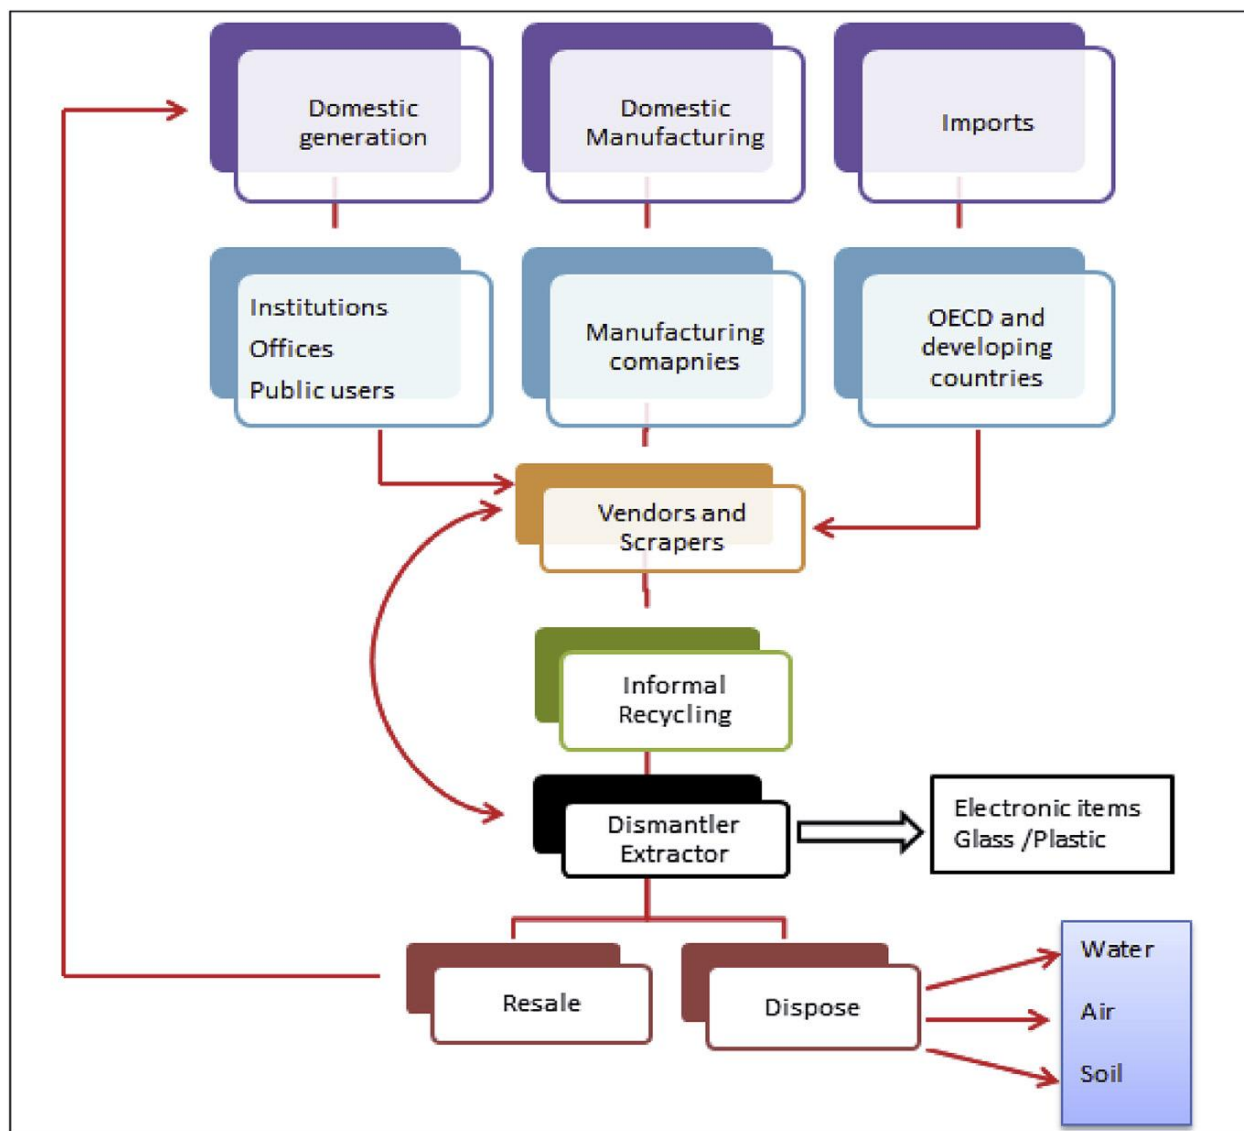 Domestic
generation
Domestic
Manufacturing
Imports
Institutions
Offices
Public users
Manufacturing
comapnies
OECD and
developing
countries
Vendors and
Scrapers
Informal
Recycling
Dismantler
Extractor
Electronic items
Glass /Plastic
Resale
Dispose
Water
Air
Soil